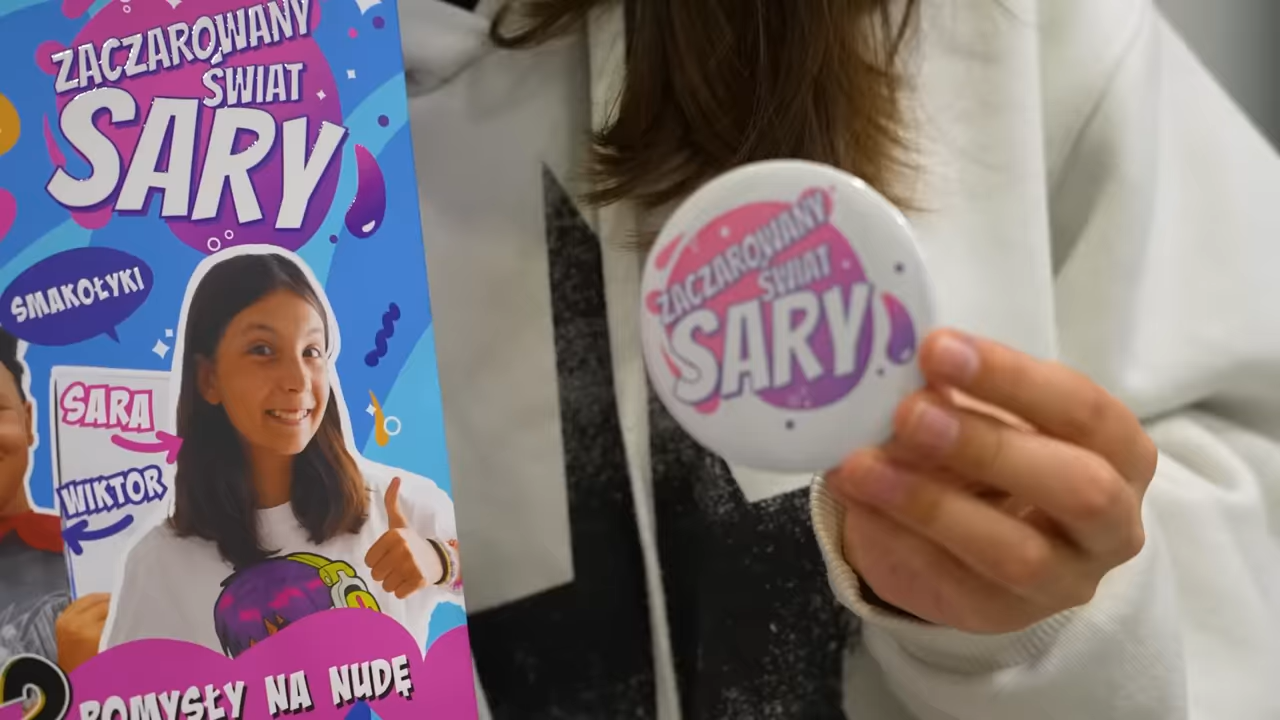 ZACZAROWANY
ŚWIAT
SARY
SMAKOŁYKI
SARA
WIKTOR
POMYSŁY NA NUDĘ
ZACZAROWANY
ŚWIAT
SARY